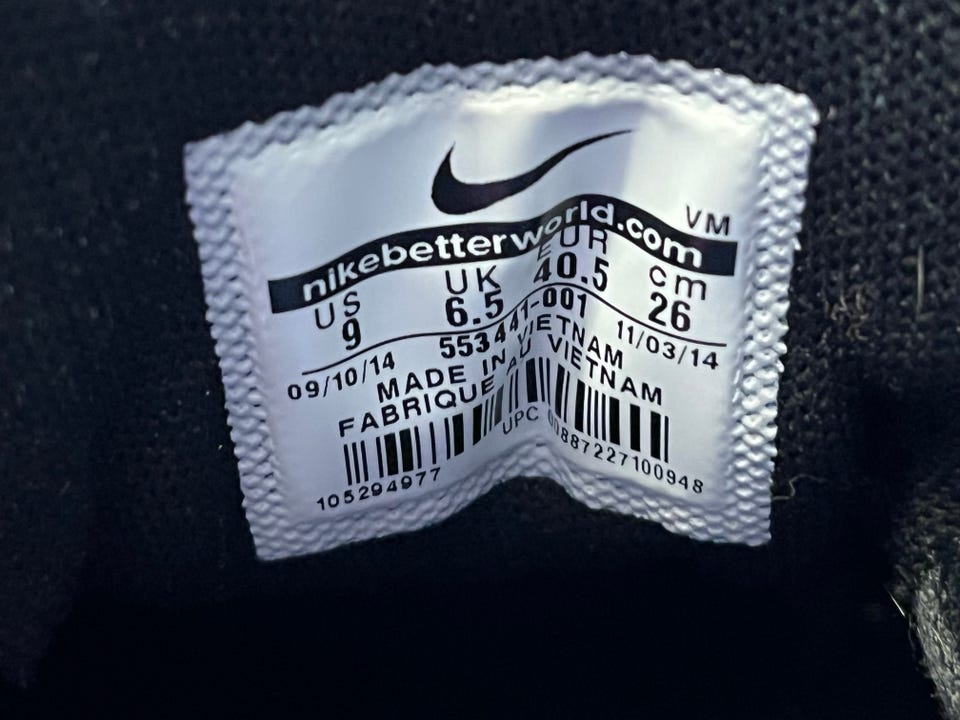 VM
nikebetterworld.com
US UK EUR cm
9 6.5 40.5 26
09/10/14 553441-001 11/03/14
MADE IN VIETNAM
FABRIQUE AU VIETNAM
105294977 UPC 00887227100948